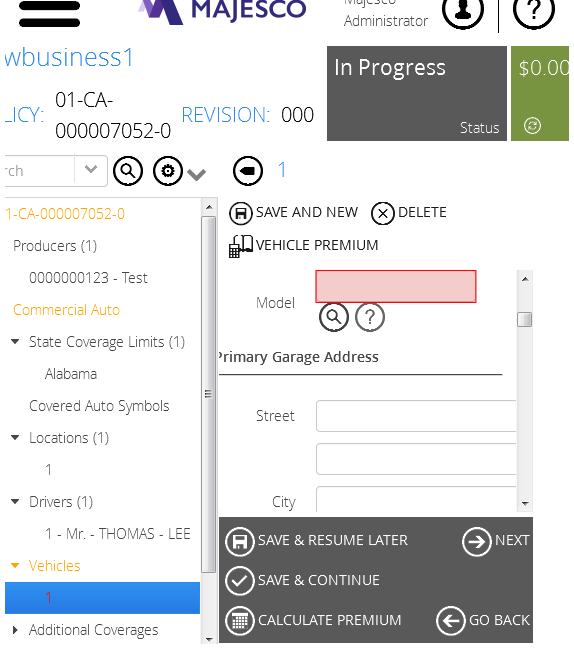 MAJESCO
Majesco
Administrator
?
wbusiness1
LICY: 01-CA-
000007052-0
REVISION: 000
In Progress
Status
$0.00
rch
1
1-CA-000007052-0
Producers (1)
0000000123 - Test
Commercial Auto
State Coverage Limits (1)
Alabama
Covered Auto Symbols
Locations (1)
1
Drivers (1)
1 - Mr. - THOMAS - LEE
Vehicles
1
Additional Coverages
SAVE AND NEW
DELETE
VEHICLE PREMIUM
Model
?
Primary Garage Address
Street
City
SAVE & RESUME LATER
NEXT
SAVE & CONTINUE
CALCULATE PREMIUM
GO BACK